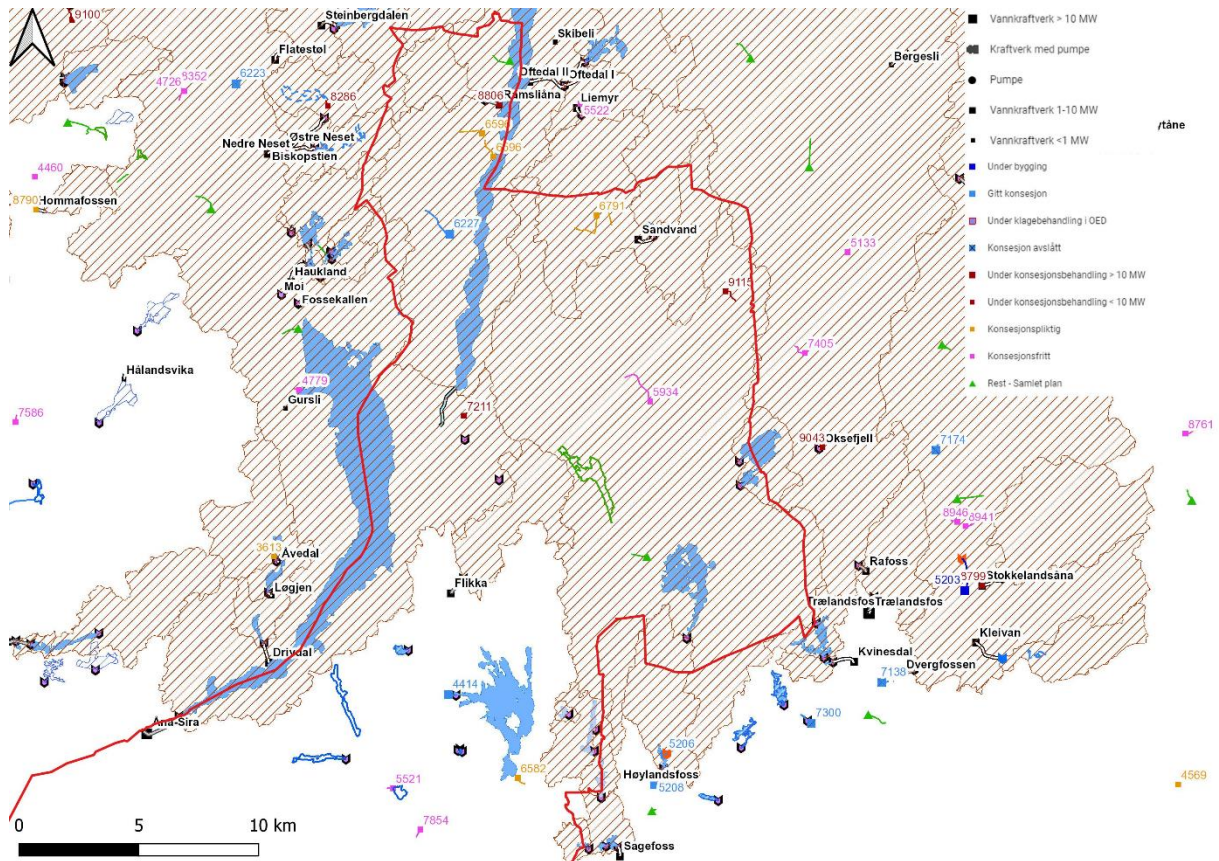 9100
Steinbergdalen
Skibeli
Flatestøl
Bergesli
4726
8352
6223
Oftedal II
Oftedal I
8286
8806
Ramsliåna
Liemyr
5522
6596
Østre Neset
Nedre Neset
Biskopstien
6596
4460
8790
Hommafossen
6791
6227
Sandvand
5133
Haukland
Moi
Fossekallen
9115
7405
Hålandsvika
4779
Gursli
5934
7586
7211
8761
9043
Oksefjell
7174
8946
8941
3613
Åvedal
Løgjen
Flikka
Rafoss
5203
8799
Stokkelandsåna
Trælandsfos
Trælandsfos
Drivdal
Kleivan
Kvinesdal
Dvergfossen
4414
7138
Åna-Sira
7300
5206
6582
Høylandsfoss
5208
5521
4569
7854
Sagefoss
0 5 10 km
Vannkraftverk > 10 MW
Kraftverk med pumpe
Pumpe
Vannkraftverk 1-10 MW
Vannkraftverk <1 MW
Under bygging
Gitt konsesjon
Under klagebehandling i OED
Konsesjon avslått
Under konsesjonsbehandling > 10 MW
Under konsesjonsbehandling < 10 MW
Konsesjonspliktig
Konsesjonsfritt
Rest - Samlet plan